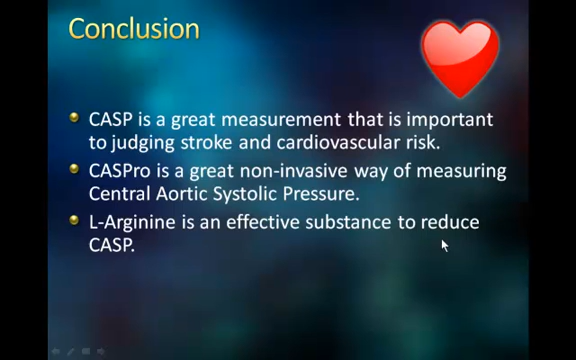 Conclusion
CASP is a great measurement that is important
to judging stroke and cardiovascular risk.
CASPro is a great non-invasive way of measuring
Central Aortic Systolic Pressure.
L-Arginine is an effective substance to reduce
CASP.